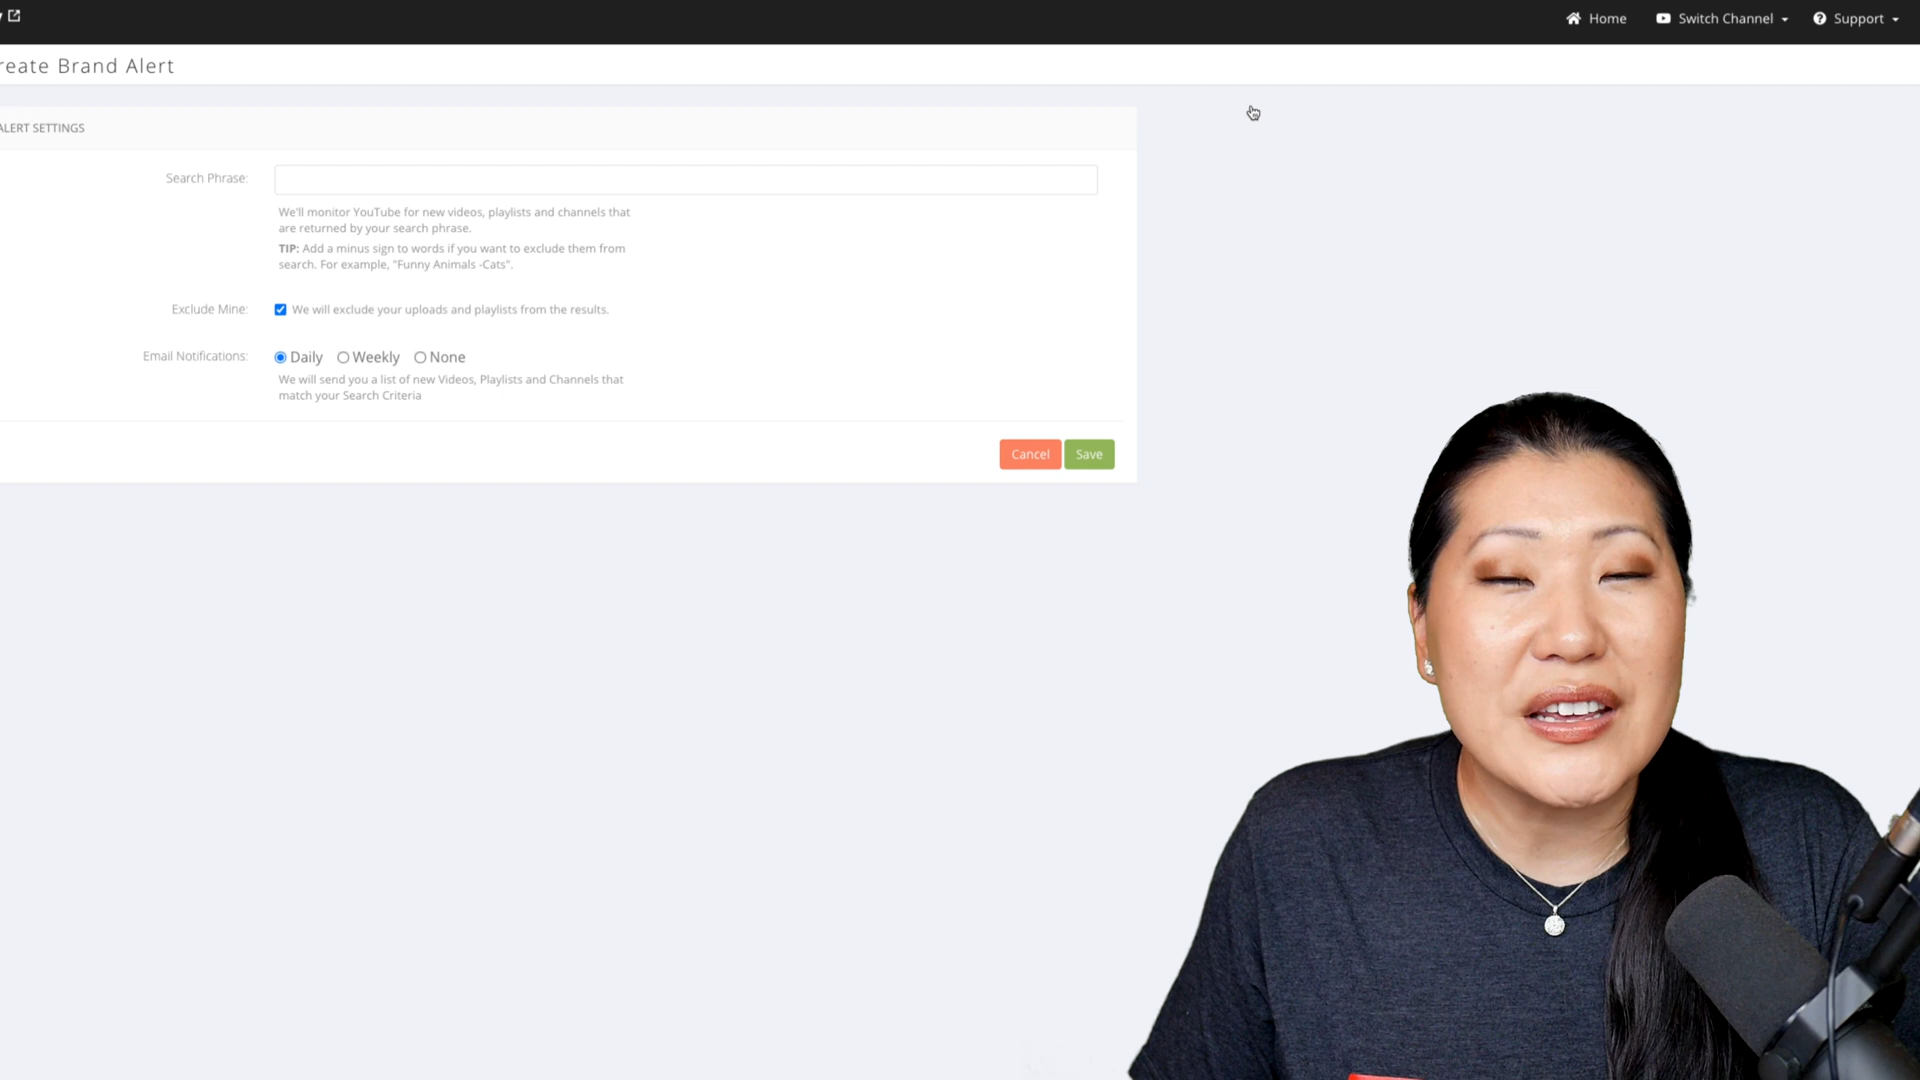 Home
Switch Channel
Support
reate Brand Alert
ALERT SETTINGS
Search Phrase:
We'll monitor YouTube for new videos, playlists and channels that
are returned by your search phrase.
TIP: Add a minus sign to words if you want to exclude them from
search. For example, "Funny Animals -Cats".
Exclude Mine:
We will exclude your uploads and playlists from the results.
Email Notifications:
Daily
Weekly
None
We will send you a list of new Videos, Playlists and Channels that
match your Search Criteria
Cancel
Save